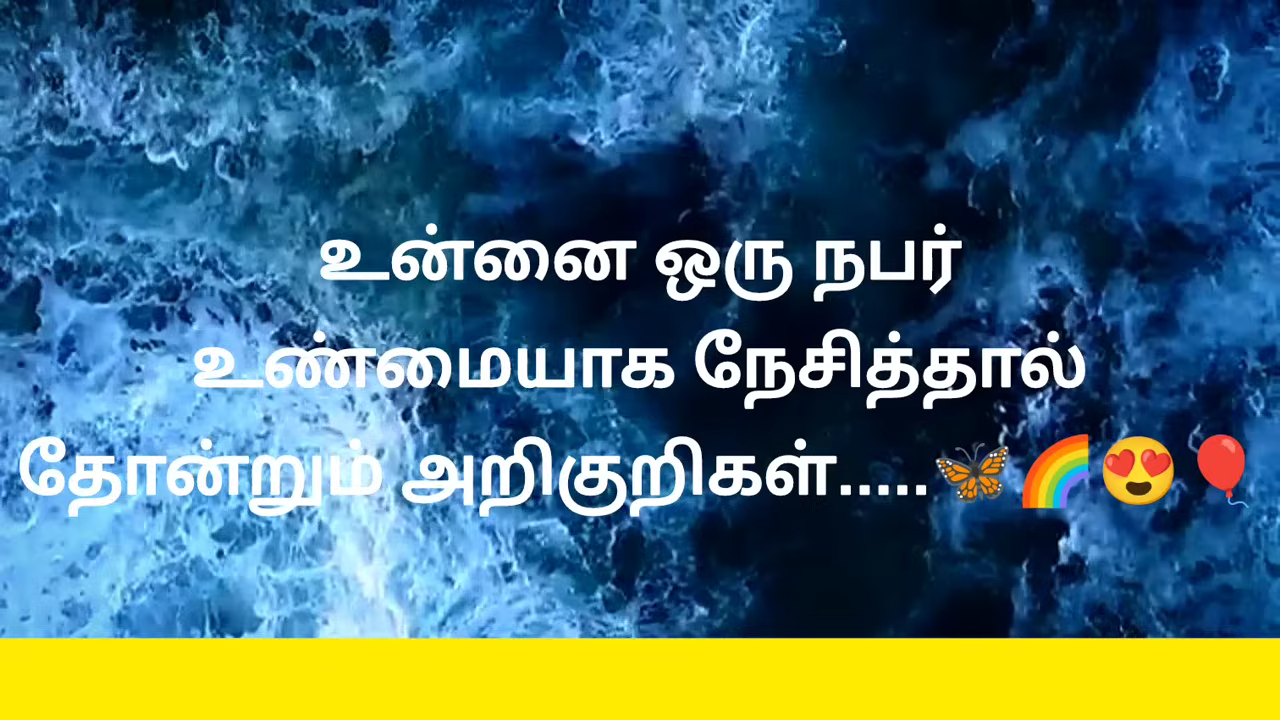 உன்னை ஒரு நபர்
உண்மையாக நேசித்தால்
தோன்றும் அறிகுறிகள்.....🦋🌈😍🎈